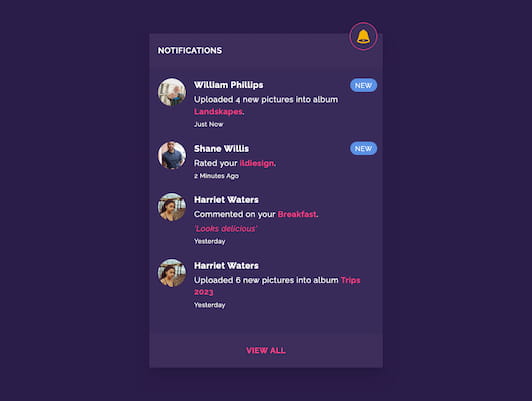 NOTIFICATIONS
William Phillips
NEW
Uploaded 4 new pictures into album
Landskapes.
Just Now
Shane Willis
NEW
Rated your ildiesign.
2 Minutes Ago
Harriet Waters
Commented on your Breakfast.
'Looks delicious'
Yesterday
Harriet Waters
Uploaded 6 new pictures into album Trips
2023
Yesterday
VIEW ALL